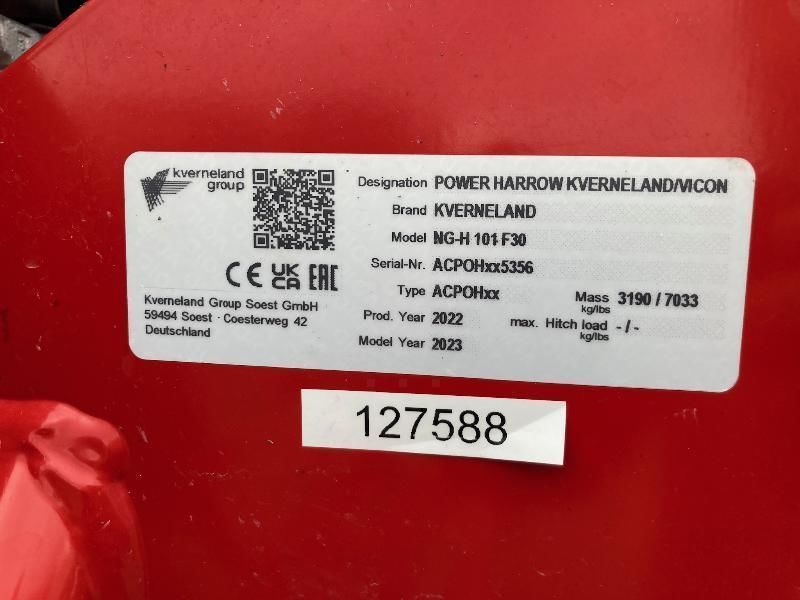 kverneland
group
Designation POWER HARROW KVERNELAND/VICON
Brand KVERNELAND
Model NG-H 101 F30
Serial-Nr. ACPOHxx5356
Type ACPOHxx
Mass kg/lbs 3190 / 7033
Prod. Year 2022
max. Hitch load kg/lbs - / -
Model Year 2023
CE UK CA EAC
Kverneland Group Soest GmbH
59494 Soest · Coesterweg 42
Deutschland
127588